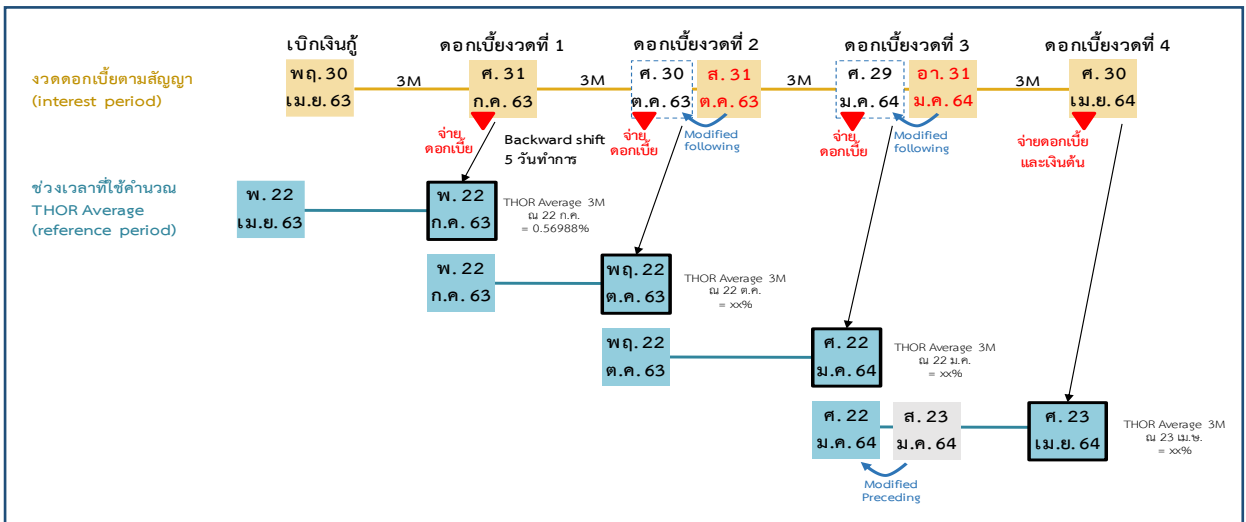 เบิกเงินกู้
ดอกเบี้ยงวดที่ 1
ดอกเบี้ยงวดที่ 2
ดอกเบี้ยงวดที่ 3
ดอกเบี้ยงวดที่ 4
งวดดอกเบี้ยตามสัญญา
(interest period)
พฤ. 30
เม.ย. 63
3M
ศ. 31
ก.ค. 63
3M
ศ. 30
ต.ค. 63
ส. 31
ต.ค. 63
3M
ศ. 29
ม.ค. 64
อา. 31
ม.ค. 64
3M
ศ. 30
เม.ย. 64
จ่าย
ดอกเบี้ย
Backward shift
5 วันทำการ
จ่าย
ดอกเบี้ย
Modified
following
จ่าย
ดอกเบี้ย
Modified
following
จ่ายดอกเบี้ย
และเงินต้น
ช่วงเวลาที่ใช้คำนวณ
THOR Average
(reference period)
พ. 22
เม.ย. 63
พ. 22
ก.ค. 63
THOR Average 3M
ณ 22 ก.ค.
= 0.56988%
พ. 22
ก.ค. 63
พฤ. 22
ต.ค. 63
THOR Average 3M
ณ 22 ต.ค.
= xx%
พฤ. 22
ต.ค. 63
ศ. 22
ม.ค. 64
THOR Average 3M
ณ 22 ม.ค.
= xx%
ศ. 22
ม.ค. 64
ส. 23
ม.ค. 64
ศ. 23
เม.ย. 64
THOR Average 3M
ณ 23 เม.ษ.
= xx%
Modified
Preceding